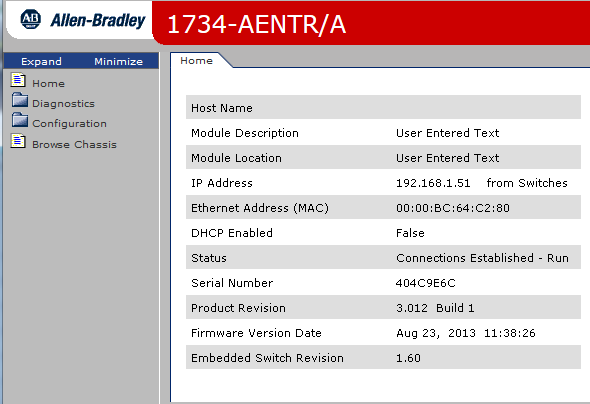 AB Allen-Bradley 1734-AENTR/A
Expand Minimize
Home
Diagnostics
Configuration
Browse Chassis
Home
Host Name
Module Description User Entered Text
Module Location User Entered Text
IP Address 192.168.1.51 from Switches
Ethernet Address (MAC) 00:00:BC:64:C2:80
DHCP Enabled False
Status Connections Established - Run
Serial Number 404C9E6C
Product Revision 3.012 Build 1
Firmware Version Date Aug 23, 2013 11:38:26
Embedded Switch Revision 1.60